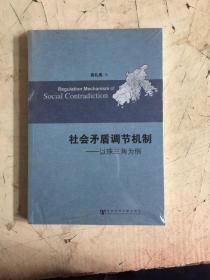 Regulation Mechanism of
Social Contradiction
社会矛盾调节机制
——以珠三角为例